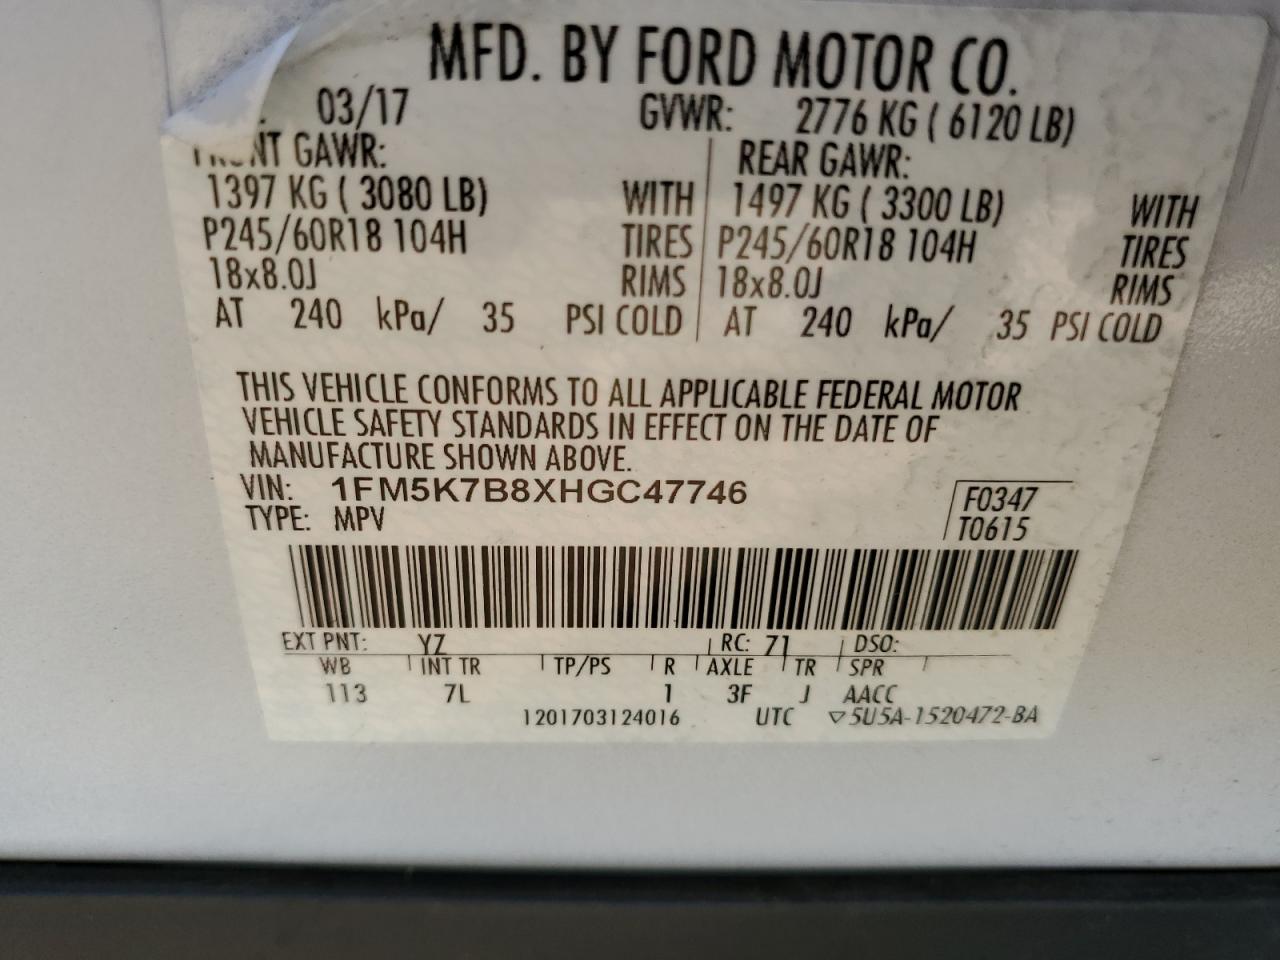 MFD. BY FORD MOTOR CO.
03/17 GVWR: 2776 KG ( 6120 LB)
FRONT GAWR: REAR GAWR:
1397 KG ( 3080 LB) WITH 1497 KG ( 3300 LB) WITH
P245/60R18 104H TIRES P245/60R18 104H TIRES
18x8.0J RIMS 18x8.0J RIMS
AT 240 kPa/ 35 PSI COLD AT 240 kPa/ 35 PSI COLD
THIS VEHICLE CONFORMS TO ALL APPLICABLE FEDERAL MOTOR
VEHICLE SAFETY STANDARDS IN EFFECT ON THE DATE OF
MANUFACTURE SHOWN ABOVE.
VIN: 1FM5K7B8XHGC47746 F0347
TYPE: MPV T0615
EXT PNT: YZ RC: 71 DSO:
WB INT TR TP/PS R AXLE TR SPR
113 7L 1 3F J AACC
1201703124016 UTC ▽5U5A-1520472-BA